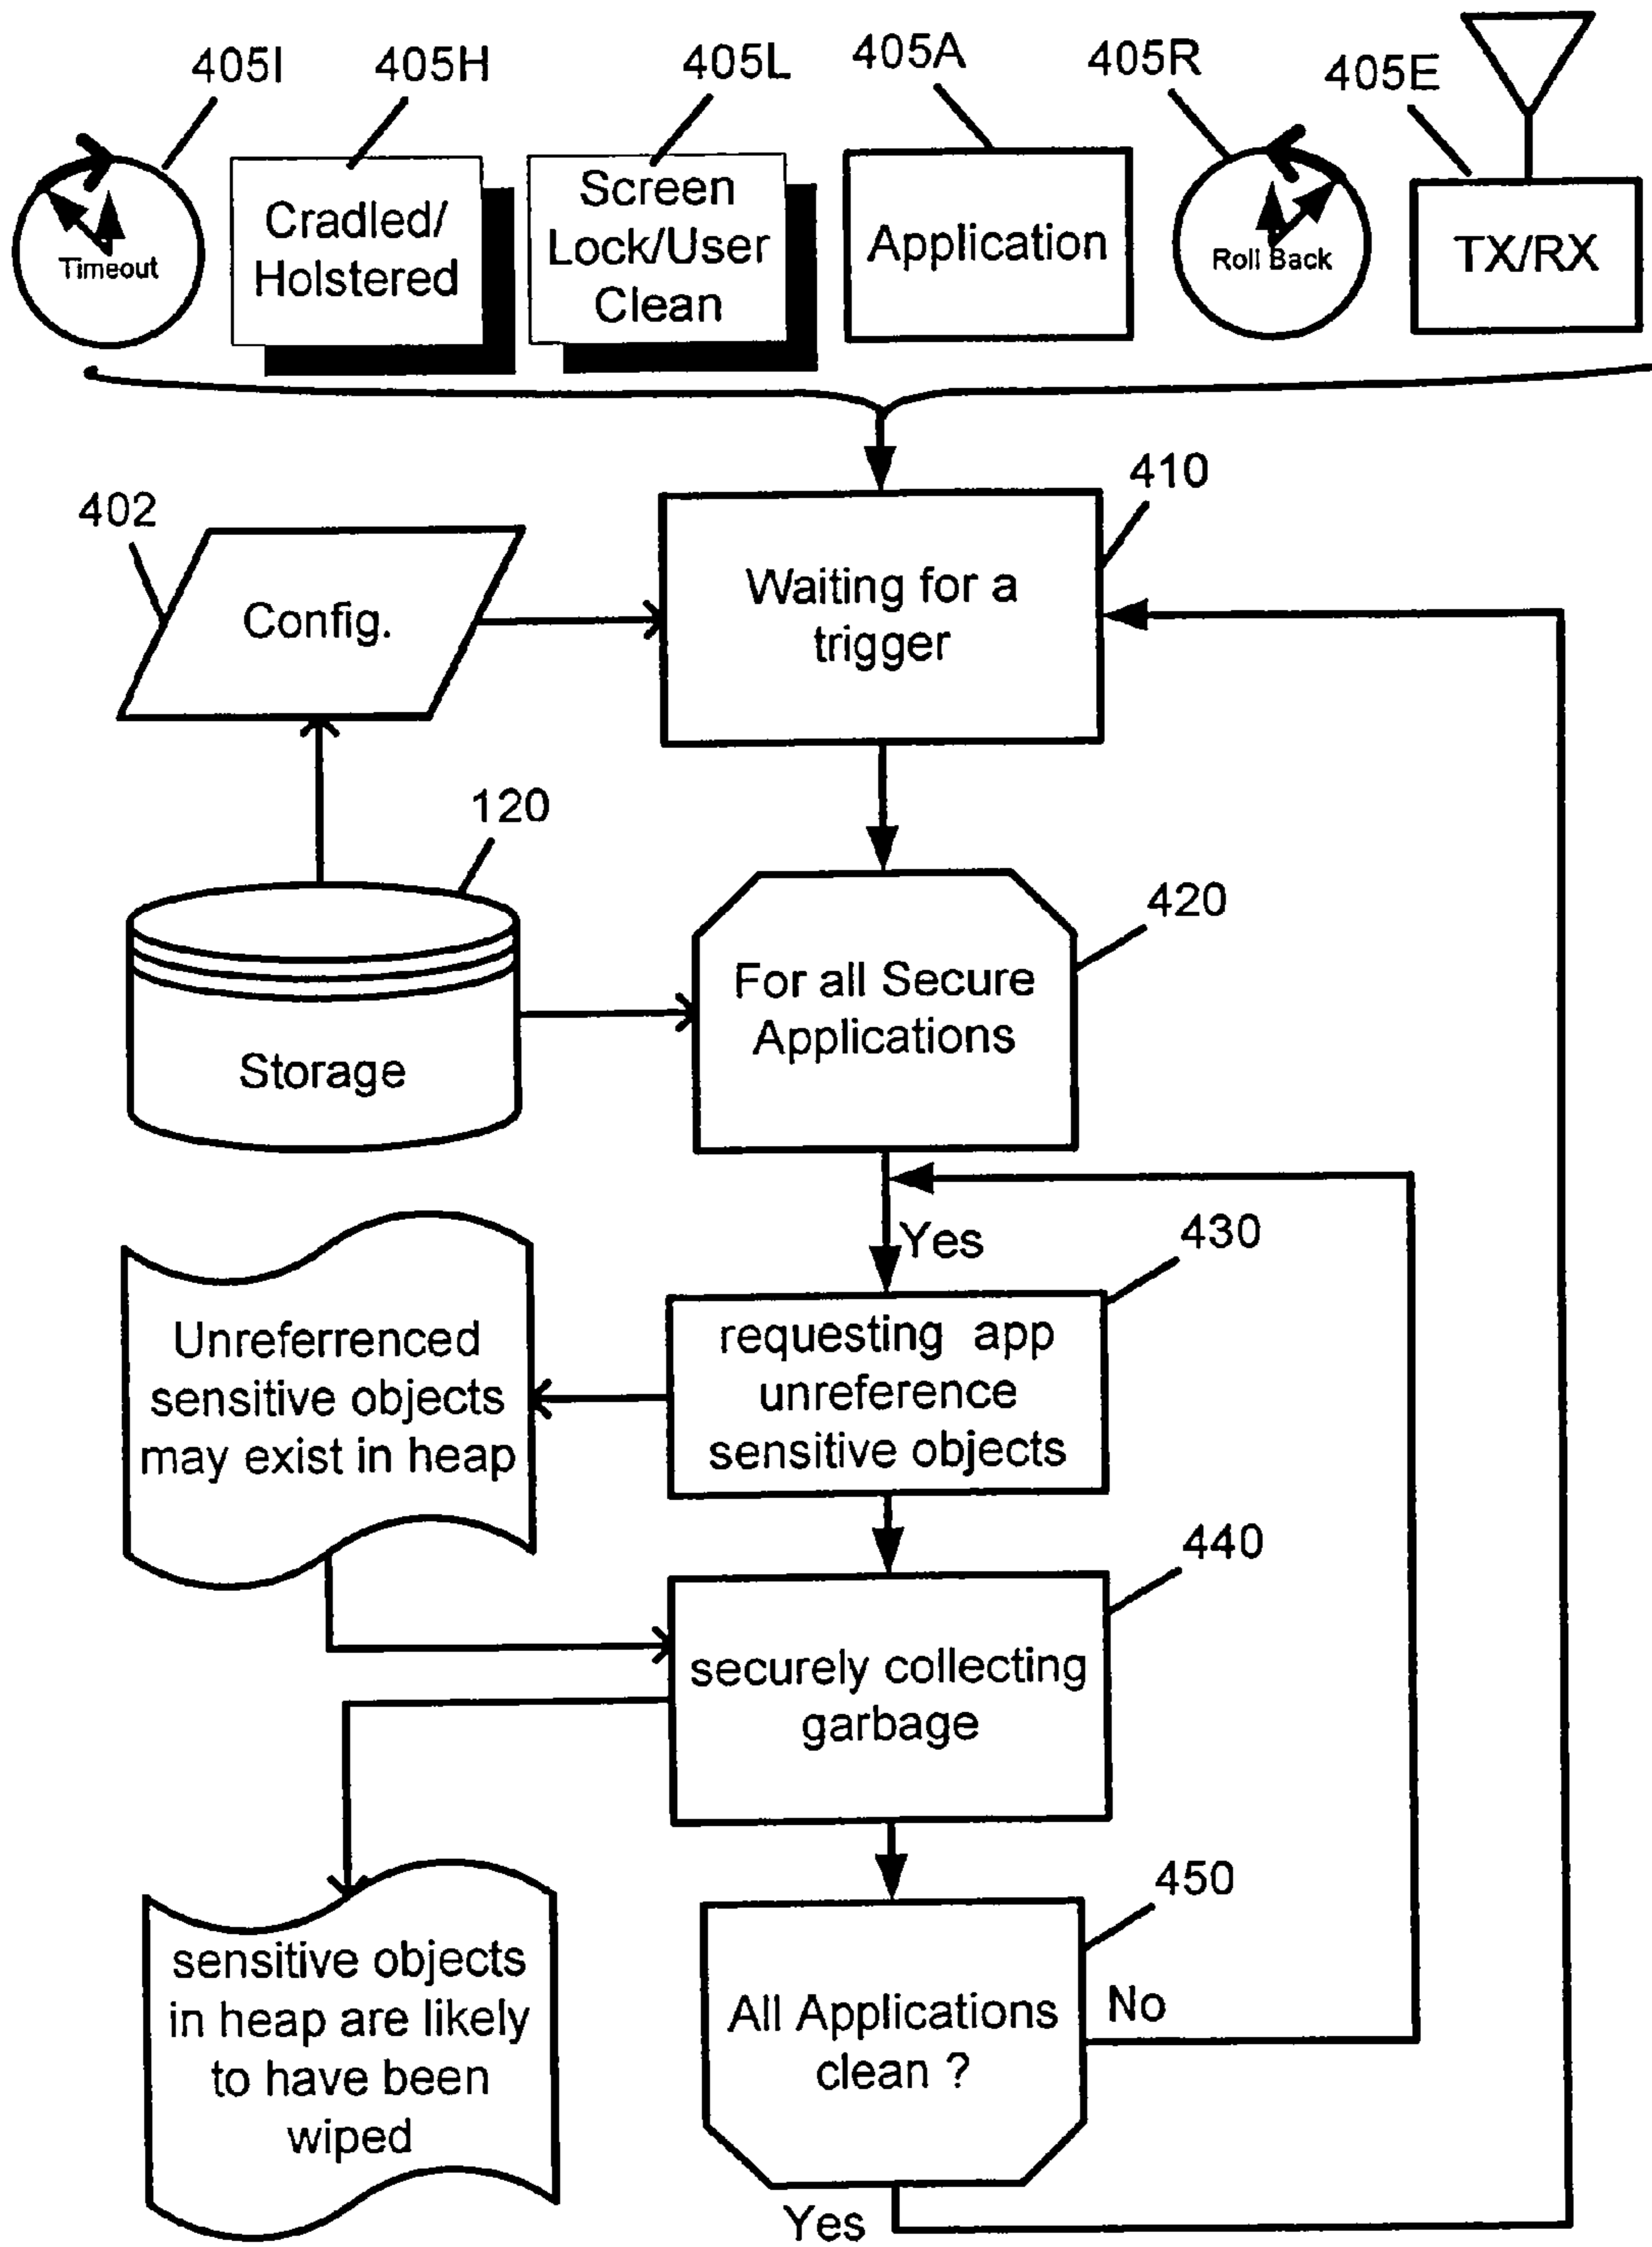 405I
405H
405L
405A
405R
405E
Timeout
Cradled/
Holstered
Screen
Lock/User
Clean
Application
Roll Back
TX/RX
410
402
Waiting for a
trigger
Config.
120
420
For all Secure
Applications
Storage
Yes
430
Unreferrenced
sensitive objects
may exist in heap
requesting app
unreference
sensitive objects
440
securely collecting
garbage
450
sensitive objects
in heap are likely
to have been
wiped
All Applications
clean ?
No
Yes